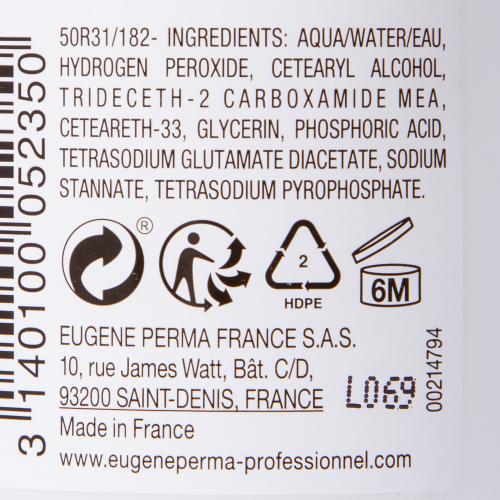 50R31/182- INGREDIENTS: AQUA/WATER/EAU,
HYDROGEN PEROXIDE, CETEARYL ALCOHOL,
TRIDECETH-2 CARBOXAMIDE MEA,
CETEARETH-33, GLYCERIN, PHOSPHORIC ACID,
TETRASODIUM GLUTAMATE DIACETATE, SODIUM
STANNATE, TETRASODIUM PYROPHOSPHATE.
®
2
HDPE
6M
EUGENE PERMA FRANCE S.A.S.
10, rue James Watt, Bât. C/D,
93200 SAINT-DENIS, FRANCE
Made in France
www.eugeneperma-professionnel.com
L069
00214794
3 140100 052350